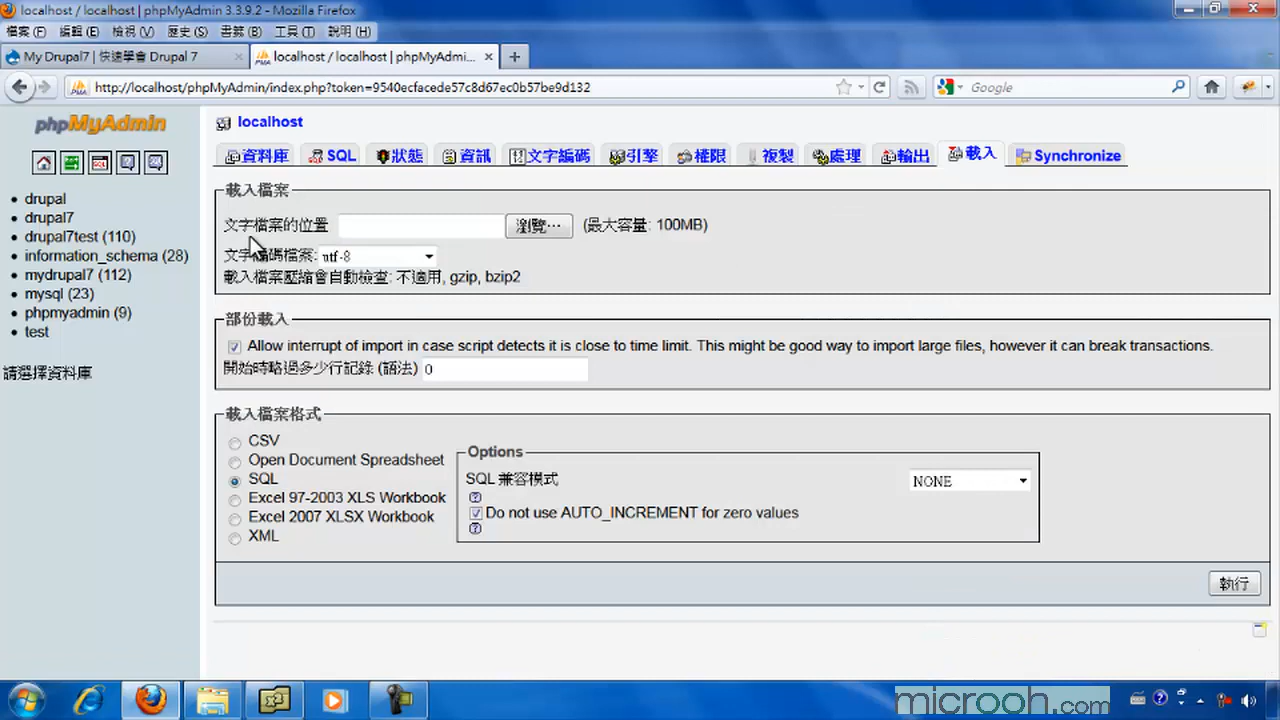 localhost / localhost | phpMyAdmin 3.3.9.2 - Mozilla Firefox
檔案(F) 編輯(E) 檢視(V) 歷史(S) 書籤(B) 工具(T) 說明(H)
My Drupal7 | 快速學會 Drupal 7
localhost / localhost | phpMyAdmi...
http://localhost/phpMyAdmin/index.php?token=9540ecfacede57c8d67ec0b57be9d132
Google
phpMyAdmin
drupal
drupal7
drupal7test (110)
information_schema (28)
mydrupal7 (112)
mysql (23)
phpmyadmin (9)
test
請選擇資料庫
localhost
資料庫 SQL 狀態 資訊 文字編碼 引擎 權限 複製 處理 輸出 載入 Synchronize
載入檔案
文字檔案的位置 瀏覽… (最大容量: 100MB)
文字編碼檔案: utf-8
載入檔案壓縮會自動檢查: 不適用, gzip, bzip2
部份載入
Allow interrupt of import in case script detects it is close to time limit. This might be good way to import large files, however it can break transactions.
開始時略過多少行記錄 (語法) 0
載入檔案格式
CSV
Open Document Spreadsheet
SQL
Excel 97-2003 XLS Workbook
Excel 2007 XLSX Workbook
XML
Options
SQL 兼容模式 NONE
Do not use AUTO_INCREMENT for zero values
執行
microoh.com